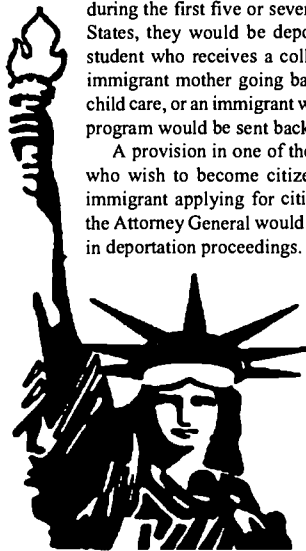 during the first five or seve
States, they would be depo
student who receives a coll
immigrant mother going ba
child care, or an immigrant w
program would be sent back
A provision in one of the
who wish to become citize
immigrant applying for citi
the Attorney General would
in deportation proceedings.